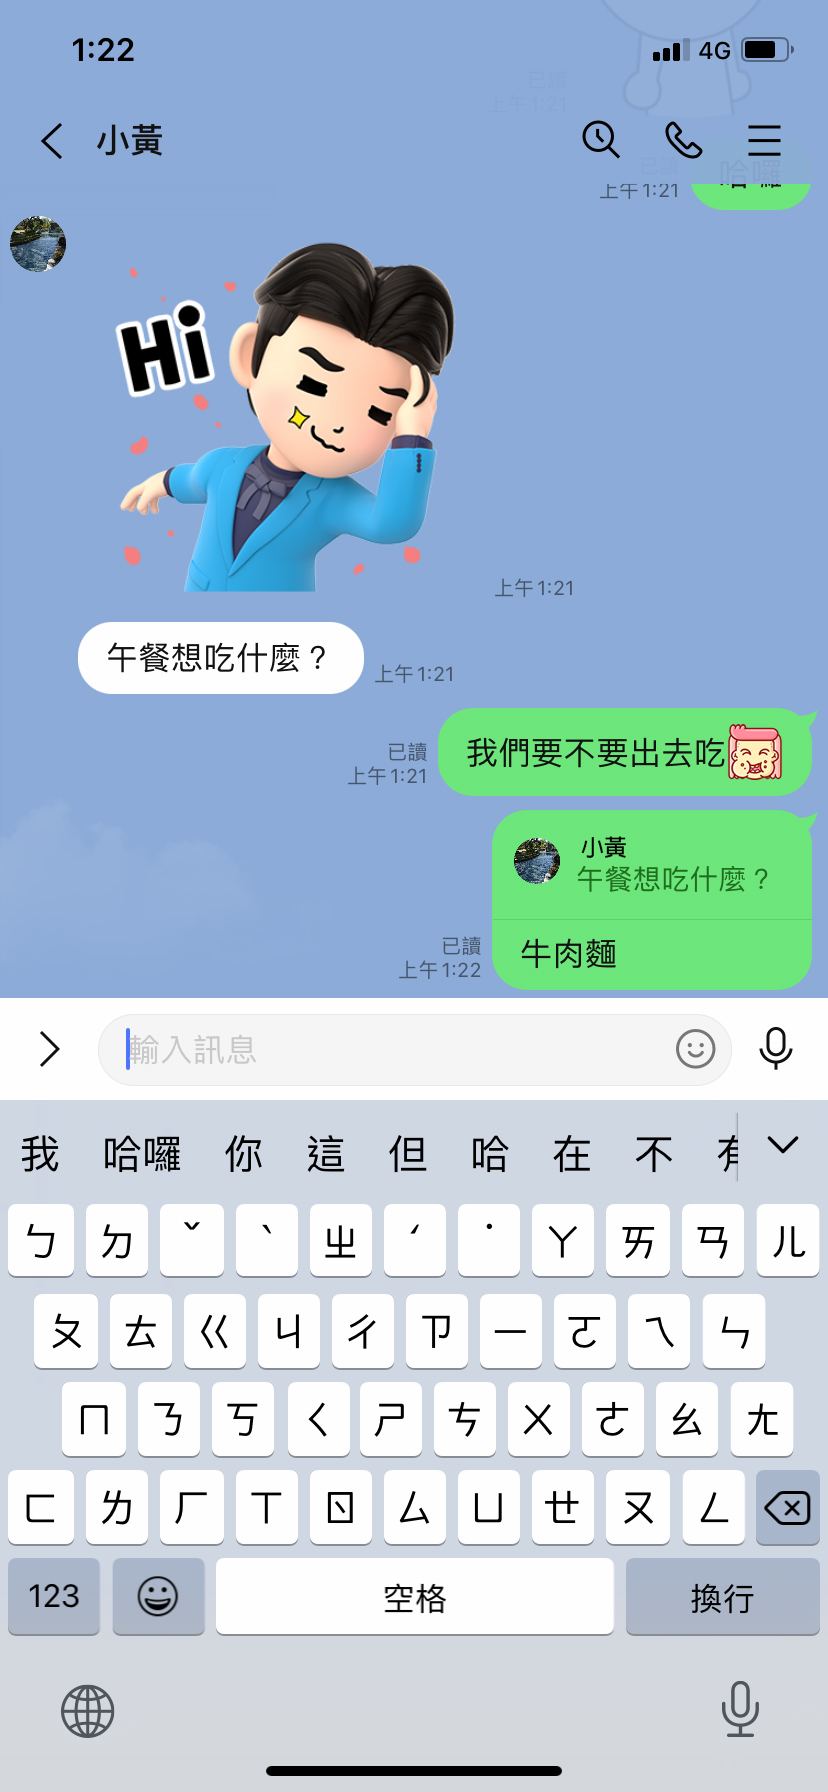 1:22
4G
已讀
上午 1:21
小黃
已讀
上午 1:21
哈囉
Hi
上午 1:21
午餐想吃什麼？
上午 1:21
我們要不要出去吃
已讀
上午 1:21
小黃
午餐想吃什麼？
牛肉麵
已讀
上午 1:22
輸入訊息
我 哈囉 你 這 但 哈 在 不
ㄅ ㄉ ˇ ˋ ㄓ ˊ ˙ ㄚ ㄞ ㄢ ㄦ
ㄆ ㄊ ㄍ ㄐ ㄔ ㄗ ㄧ ㄛ ㄟ ㄣ
ㄇ ㄋ ㄎ ㄑ ㄕ ㄘ ㄨ ㄜ ㄠ ㄤ
ㄈ ㄌ ㄏ ㄒ ㄖ ㄙ ㄩ ㄝ ㄡ ㄥ
123 空格 換行